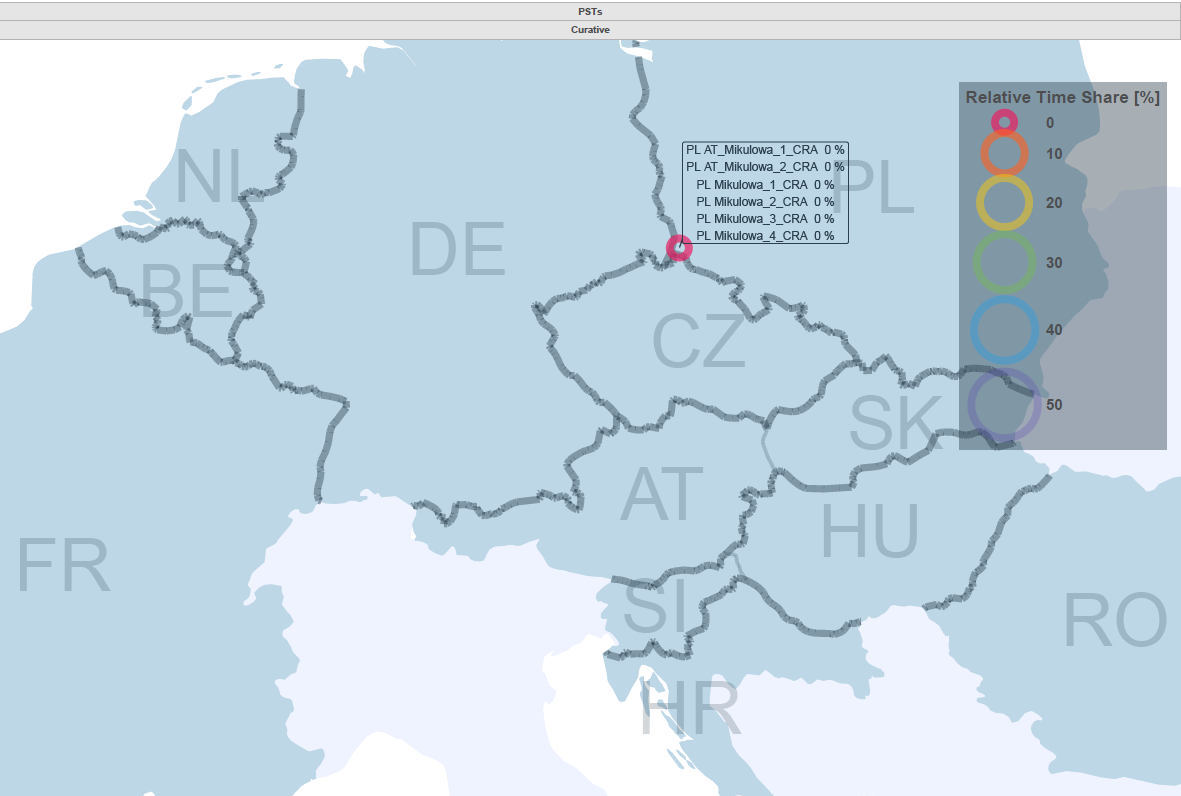 PSTs
Curative
Relative Time Share [%]
0
10
20
30
40
50
PL AT_Mikulowa_1_CRA 0 %
PL AT_Mikulowa_2_CRA 0 %
PL Mikulowa_1_CRA 0 %
PL Mikulowa_2_CRA 0 %
PL Mikulowa_3_CRA 0 %
PL Mikulowa_4_CRA 0 %
NL
PL
DE
BE
CZ
SK
AT
HU
FR
SI
RO
HR